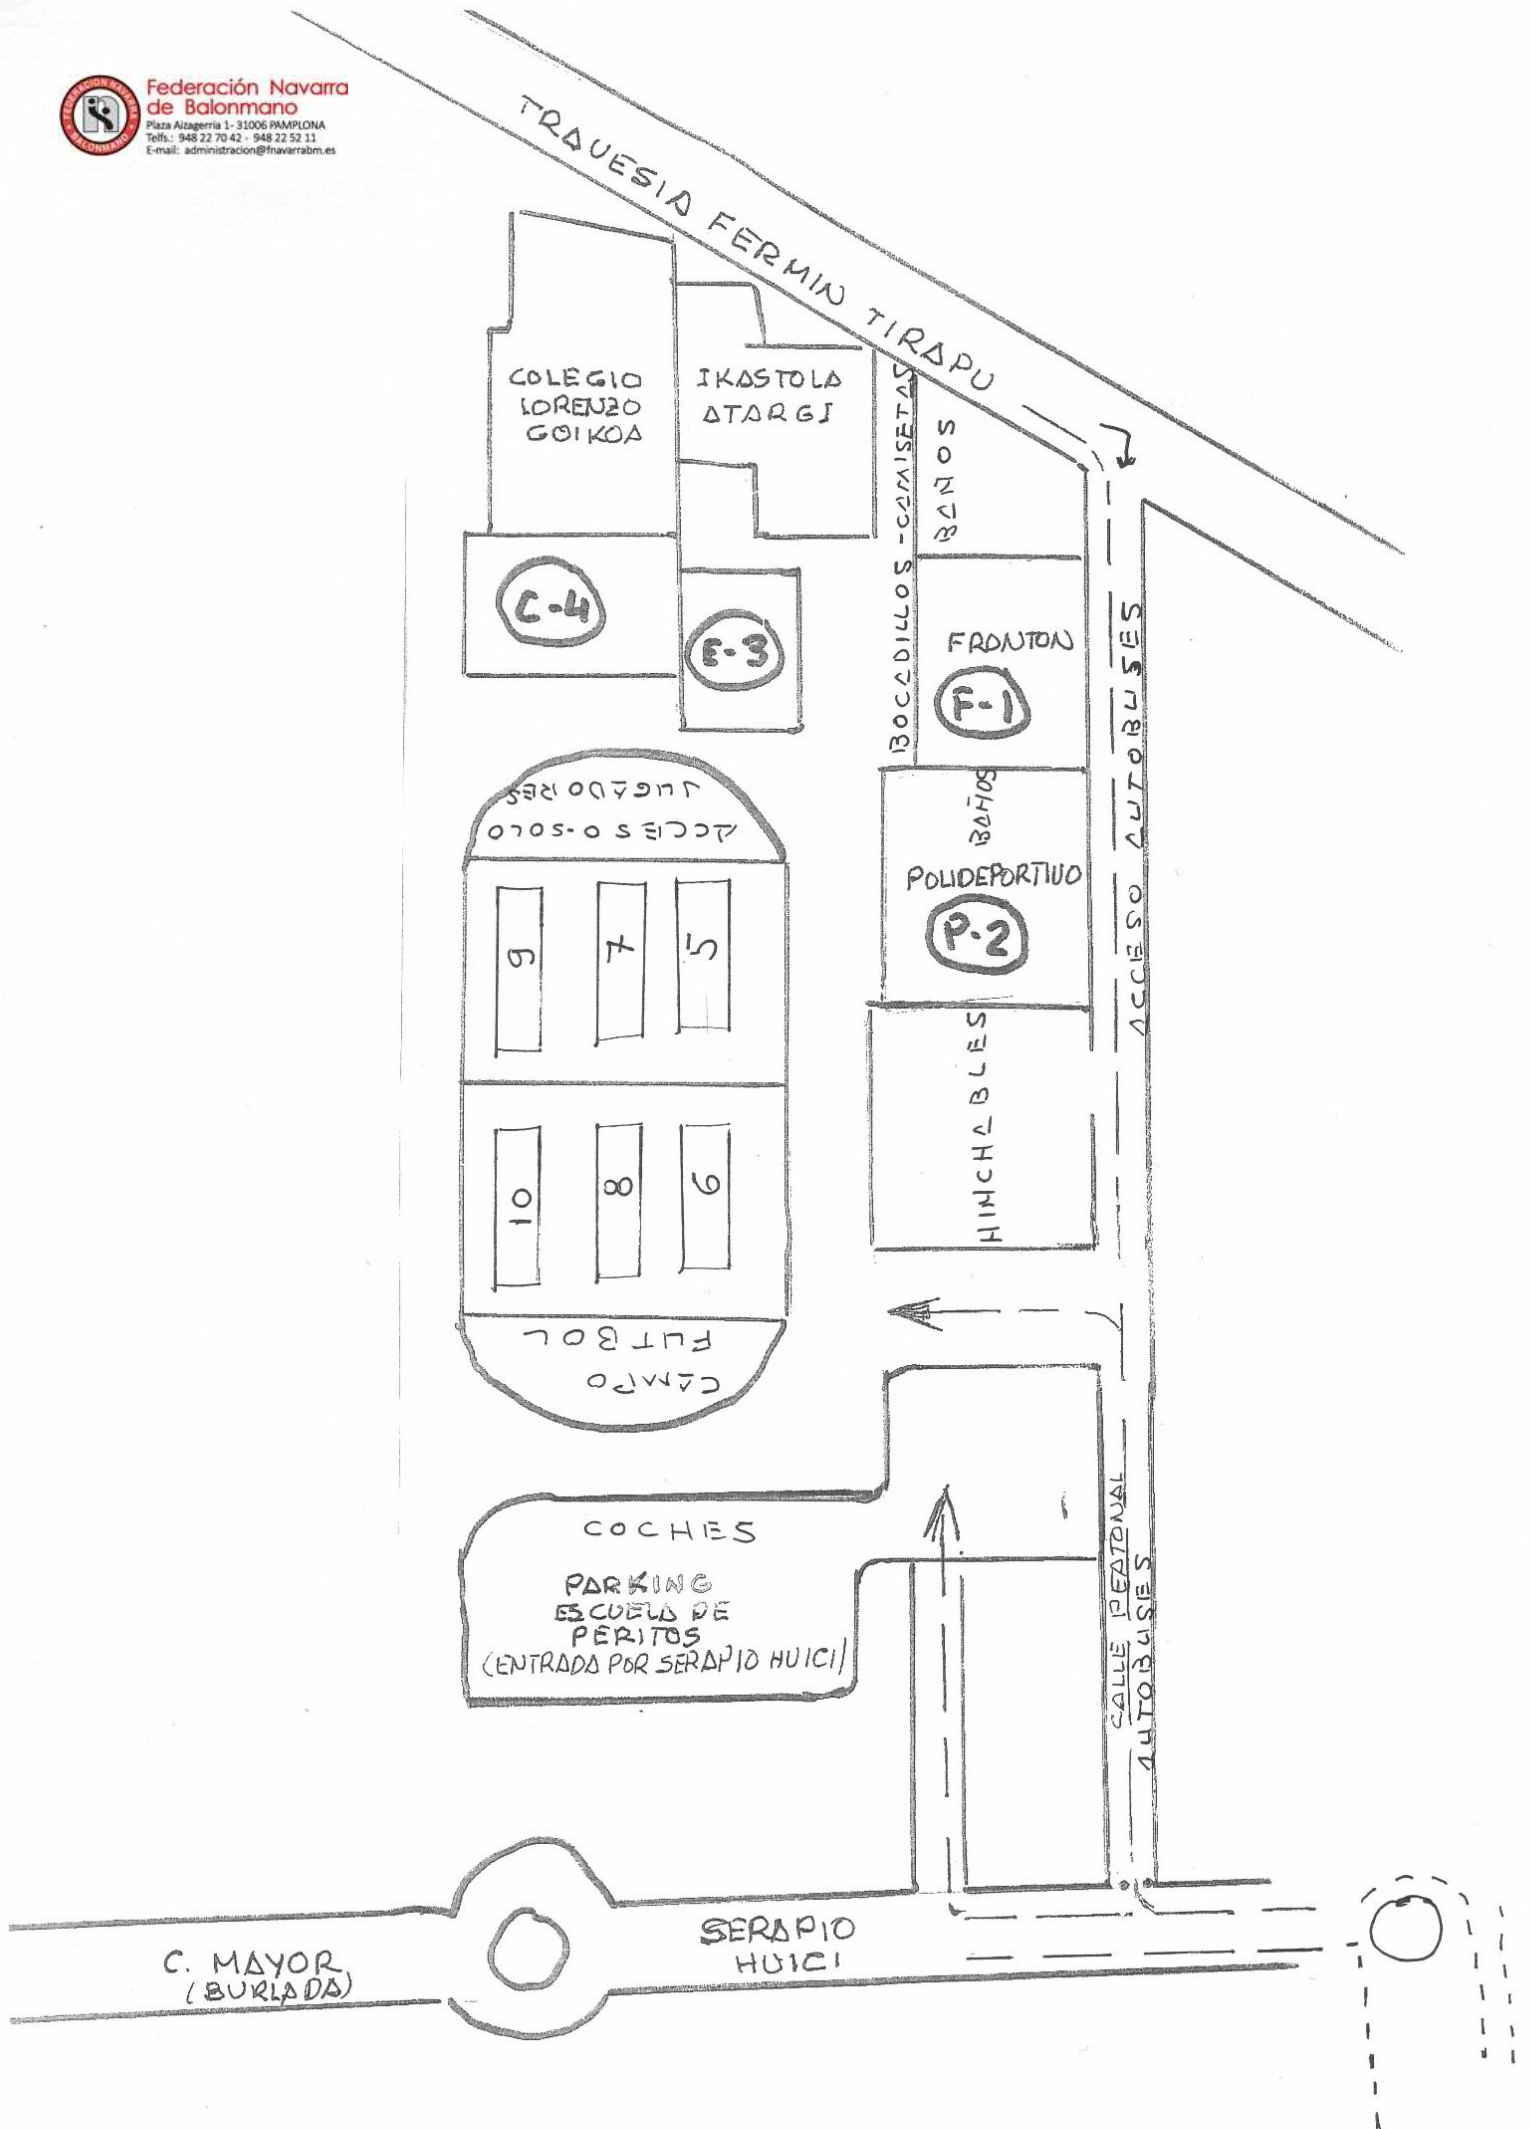 Federación Navarra
de Balonmano
Plaza Aizagerria 1- 31006 PAMPLONA
Telfs.: 948 22 70 42 - 948 22 52 11
E-mail: administracion@fnavarrabm.es
FEDERACION NAVARRA
BALONMANO
TRAVESIA FERMIN TIRAPU
COLEGIO
LORENZO
GOIKOA
IKASTOLA
ATARGI
BOCADILLOS-CAMISETAS
BAÑOS
C-4
E-3
FRONTON
F-1
ACCESO AUTOBUSES
ACCESO-SOLO
JUGADORES
BAÑOS
POLIDEPORTIVO
P-2
9
7
5
10
8
6
HINCHABLES
CAMPO
FUTBOL
COCHES
PARKING
ESCUELA DE
PERITOS
(ENTRADA POR SERAPIO HUICI)
CALLE PEATONAL
AUTOBUSES
SERAPIO
HUICI
C. MAYOR
(BURLADA)